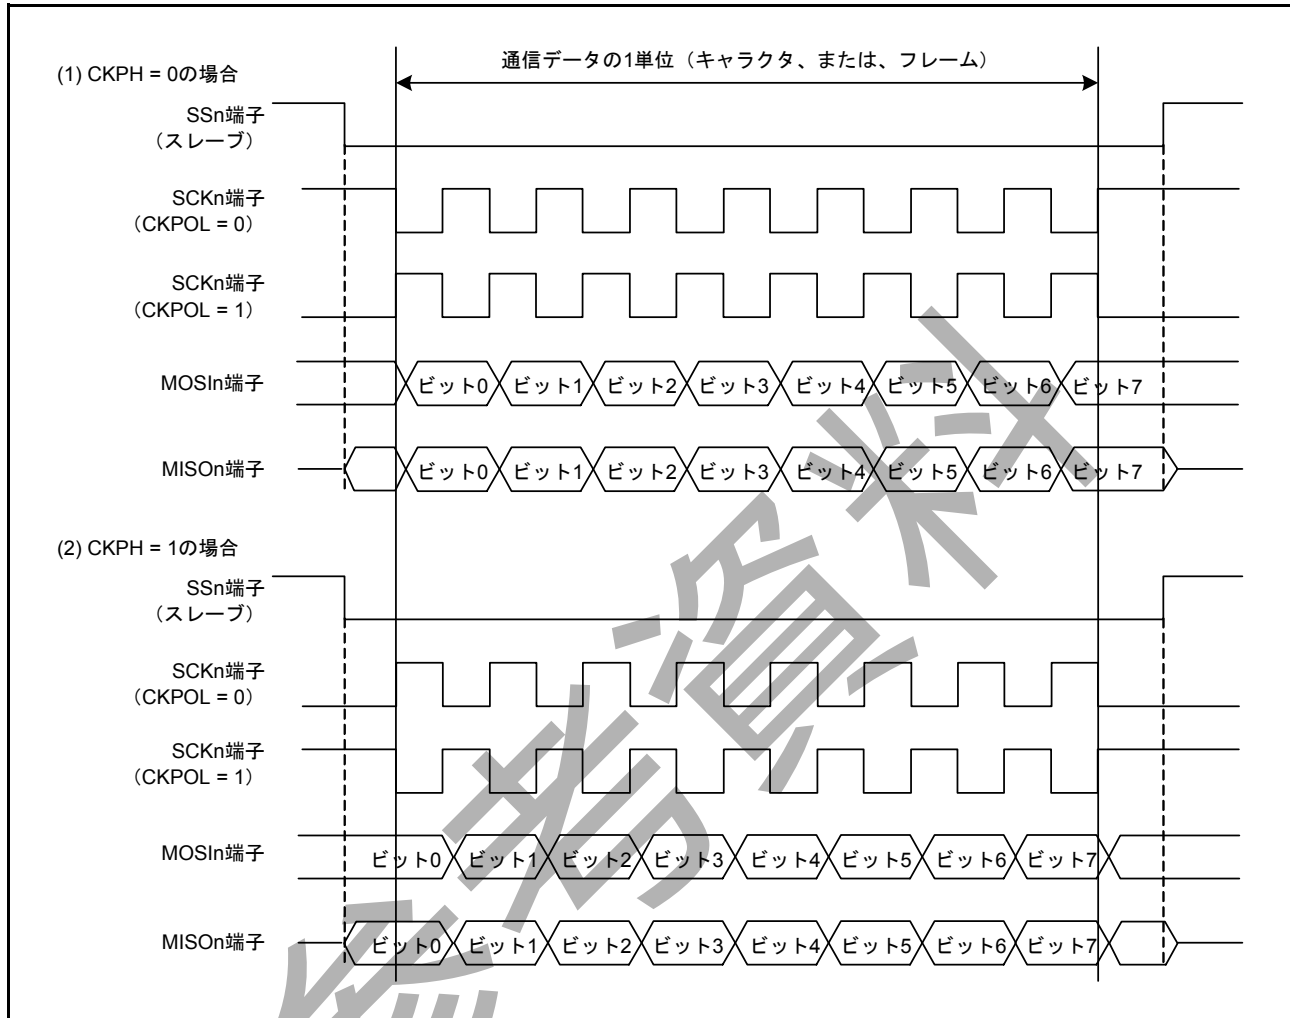 通信データの1単位（キャラクタ、または、フレーム）
(1) CKPH = 0の場合
SSn端子
（スレーブ）
SCKn端子
（CKPOL = 0）
SCKn端子
（CKPOL = 1）
MOSIn端子 ビット0 ビット1 ビット2 ビット3 ビット4 ビット5 ビット6 ビット7
MISOn端子 ビット0 ビット1 ビット2 ビット3 ビット4 ビット5 ビット6 ビット7
(2) CKPH = 1の場合
SSn端子
（スレーブ）
SCKn端子
（CKPOL = 0）
SCKn端子
（CKPOL = 1）
MOSIn端子 ビット0 ビット1 ビット2 ビット3 ビット4 ビット5 ビット6 ビット7
MISOn端子 ビット0 ビット1 ビット2 ビット3 ビット4 ビット5 ビット6 ビット7
参考資料